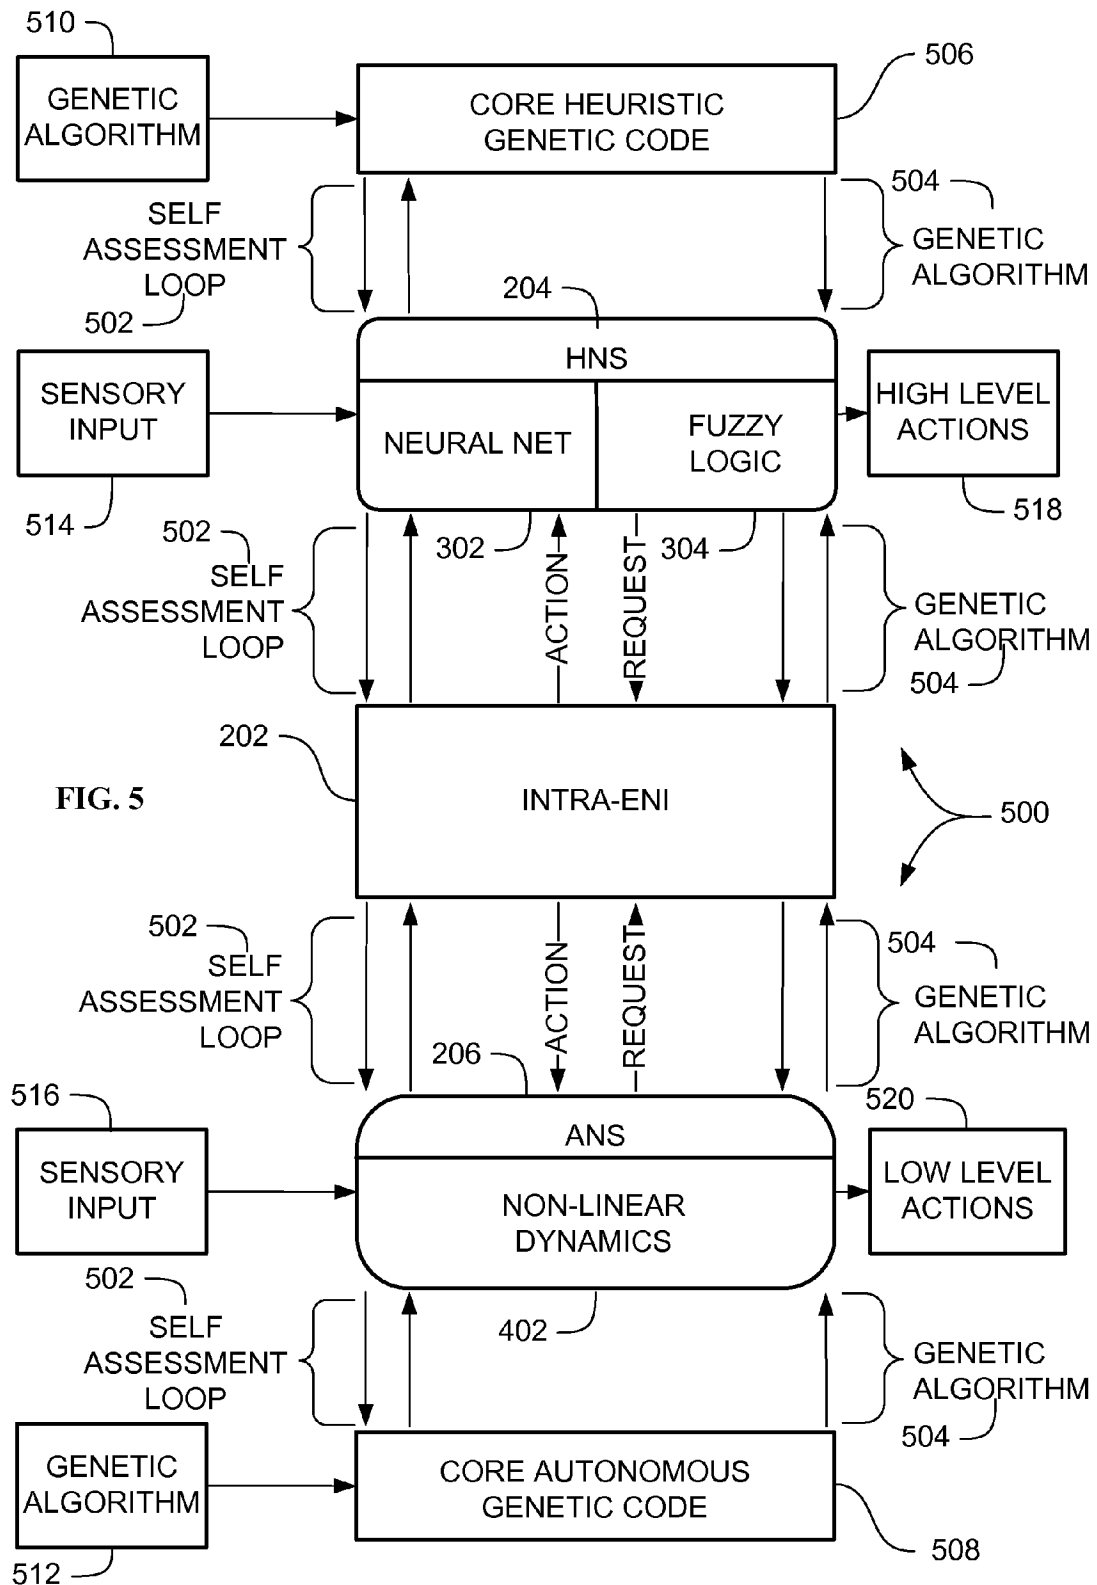 510
506
GENETIC
ALGORITHM
CORE HEURISTIC
GENETIC CODE
504
SELF
ASSESSMENT
LOOP
502
GENETIC
ALGORITHM
204
HNS
SENSORY
INPUT
NEURAL NET
FUZZY
LOGIC
HIGH LEVEL
ACTIONS
514
518
502
302
304
SELF
ASSESSMENT
LOOP
ACTION
REQUEST
GENETIC
ALGORITHM
504
202
FIG. 5
INTRA-ENI
500
502
504
SELF
ASSESSMENT
LOOP
ACTION
REQUEST
GENETIC
ALGORITHM
206
516
520
ANS
SENSORY
INPUT
NON-LINEAR
DYNAMICS
LOW LEVEL
ACTIONS
502
402
SELF
ASSESSMENT
LOOP
GENETIC
ALGORITHM
504
GENETIC
ALGORITHM
CORE AUTONOMOUS
GENETIC CODE
512
508